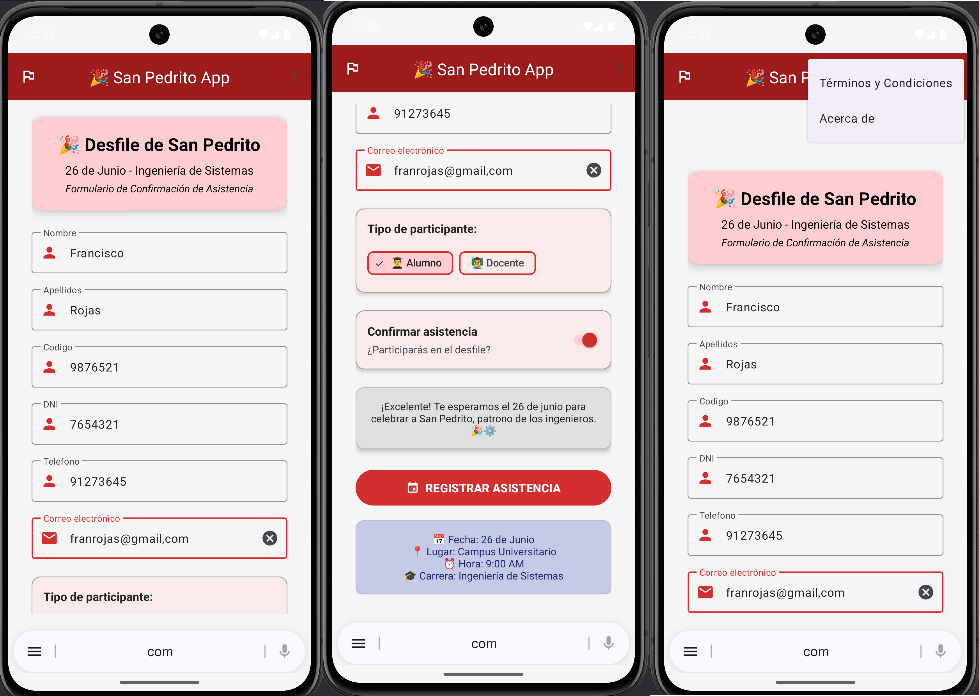 12:30
🎉 San Pedrito App
🎉 Desfile de San Pedrito
26 de Junio - Ingeniería de Sistemas
Formulario de Confirmación de Asistencia
Nombre
Francisco
Apellidos
Rojas
Codigo
9876521
DNI
7654321
Telefono
91273645
Correo electrónico
franrojas@gmail,com
Tipo de participante:
com
12:30
🎉 San Pedrito App
91273645
Correo electrónico
franrojas@gmail,com
Tipo de participante:
👨‍🎓 Alumno
👨‍🏫 Docente
Confirmar asistencia
¿Participarás en el desfile?
¡Excelente! Te esperamos el 26 de junio para
celebrar a San Pedrito, patrono de los ingenieros.
🎉⚙️
REGISTRAR ASISTENCIA
📅 Fecha: 26 de Junio
📍 Lugar: Campus Universitario
⏰ Hora: 9:00 AM
🎓 Carrera: Ingeniería de Sistemas
com
12:31
🎉 San P
Términos y Condiciones
Acerca de
🎉 Desfile de San Pedrito
26 de Junio - Ingeniería de Sistemas
Formulario de Confirmación de Asistencia
Nombre
Francisco
Apellidos
Rojas
Codigo
9876521
DNI
7654321
Telefono
91273645
Correo electrónico
franrojas@gmail,com
com